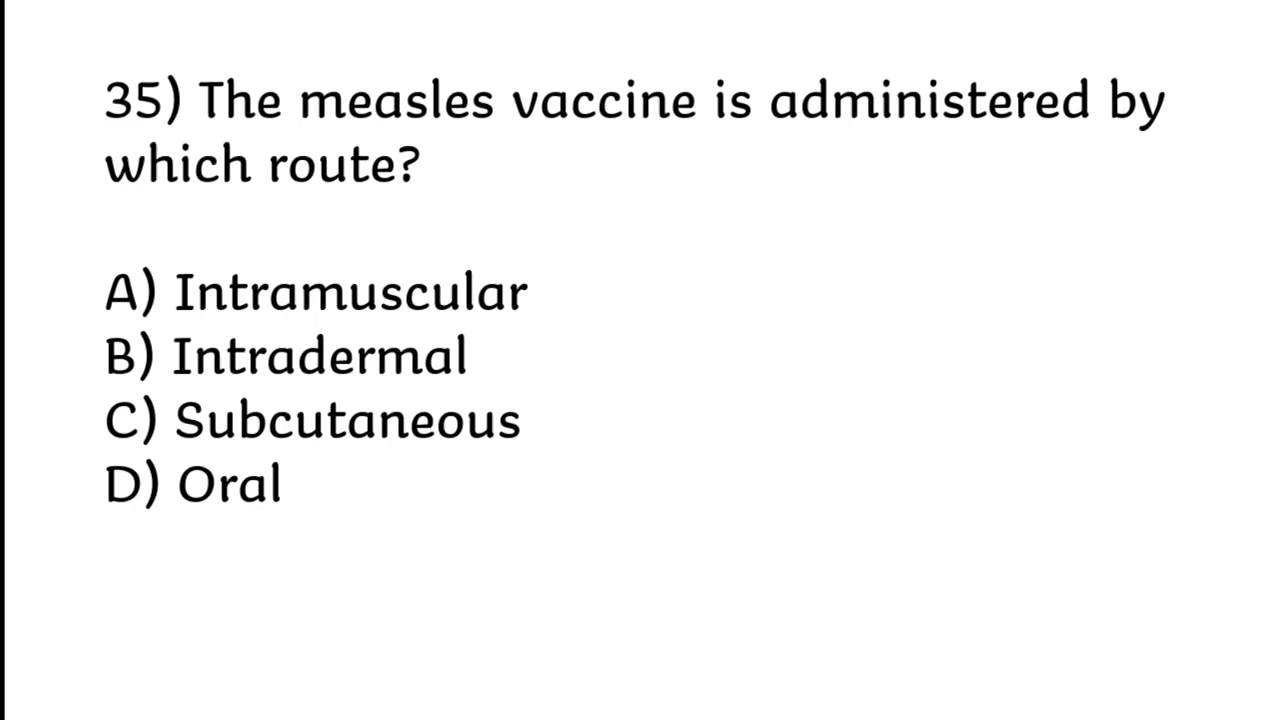 35) The measles vaccine is administered by
which route?
A) Intramuscular
B) Intradermal
C) Subcutaneous
D) Oral